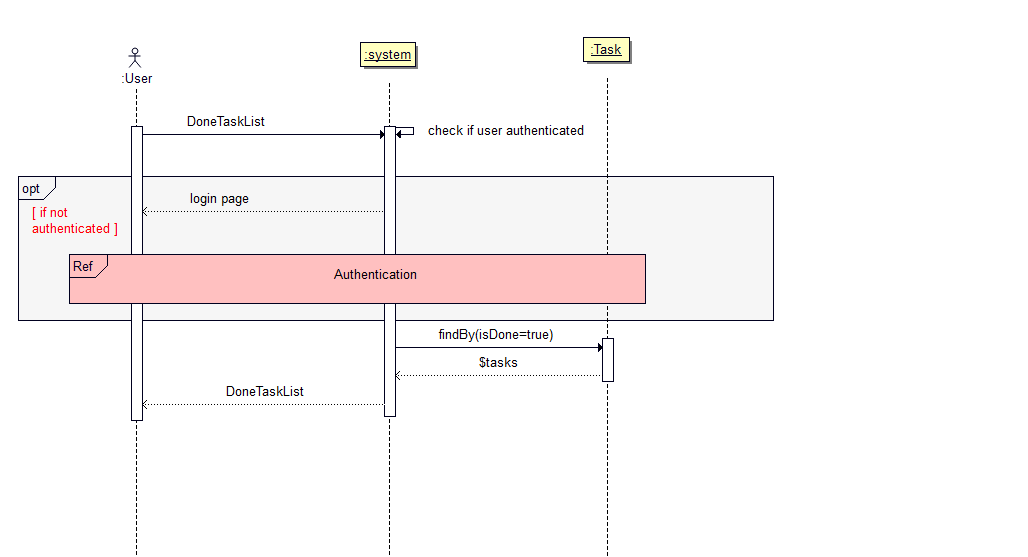 :User
:system
:Task
DoneTaskList
check if user authenticated
opt
[ if not
authenticated ]
login page
Ref
Authentication
findBy(isDone=true)
$tasks
DoneTaskList